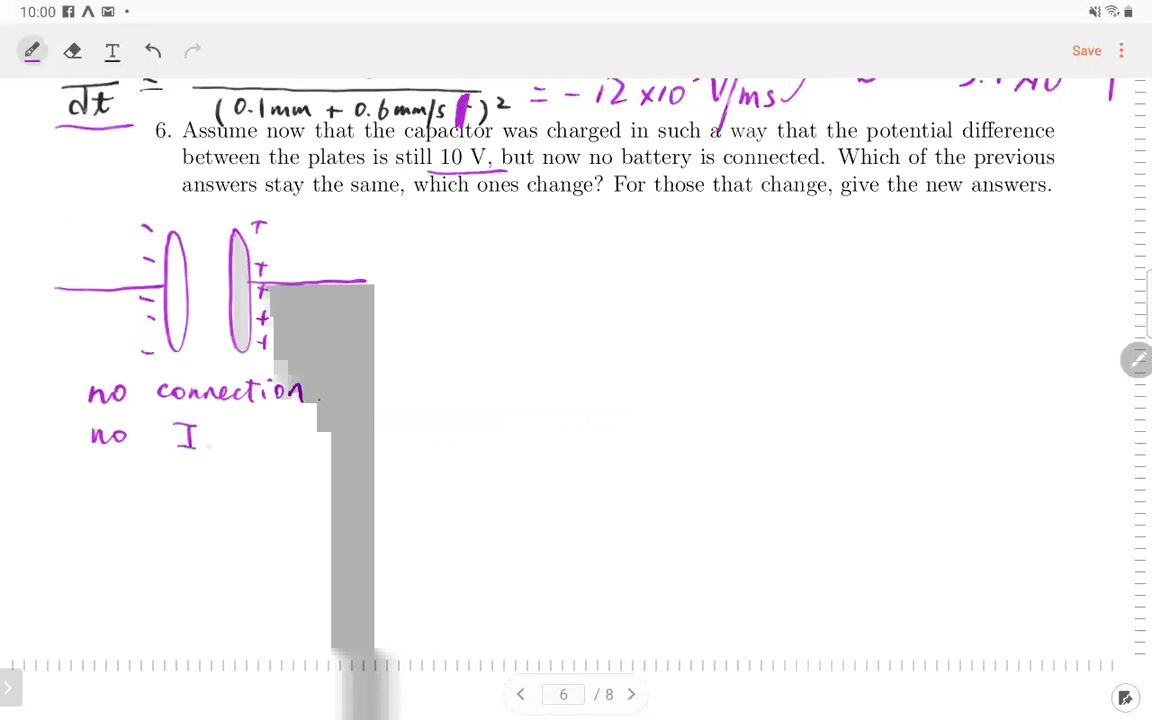 10:00
Save
dt = (0.1mm + 0.6mm/s )² = -12 × 10 V/ms
6. Assume now that the capacitor was charged in such a way that the potential difference
between the plates is still 10 V, but now no battery is connected. Which of the previous
answers stay the same, which ones change? For those that change, give the new answers.
no connection.
no I
6 / 8